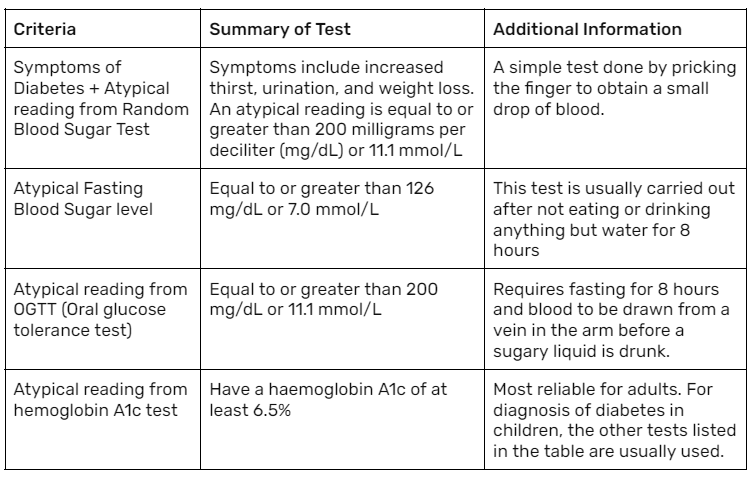 Criteria
Summary of Test
Additional Information
Symptoms of
Diabetes + Atypical
reading from Random
Blood Sugar Test
Symptoms include increased
thirst, urination, and weight loss.
An atypical reading is equal to or
greater than 200 milligrams per
deciliter (mg/dL) or 11.1 mmol/L
A simple test done by pricking
the finger to obtain a small
drop of blood.
Atypical Fasting
Blood Sugar level
Equal to or greater than 126
mg/dL or 7.0 mmol/L
This test is usually carried out
after not eating or drinking
anything but water for 8
hours
Atypical reading from
OGTT (Oral glucose
tolerance test)
Equal to or greater than 200
mg/dL or 11.1 mmol/L
Requires fasting for 8 hours
and blood to be drawn from a
vein in the arm before a
sugary liquid is drunk.
Atypical reading from
hemoglobin A1c test
Have a haemoglobin A1c of at
least 6.5%
Most reliable for adults. For
diagnosis of diabetes in
children, the other tests listed
in the table are usually used.